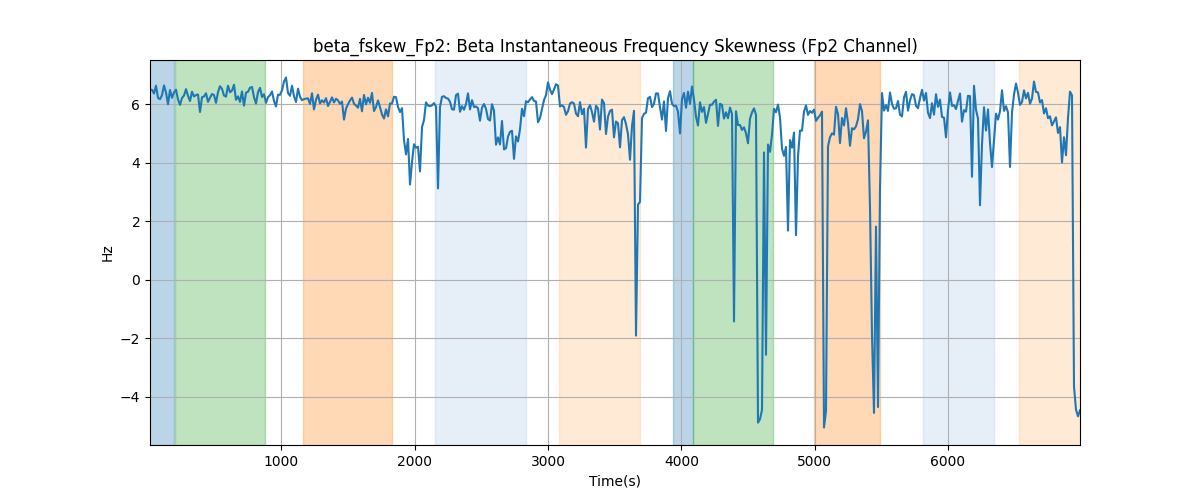 beta_fskew_Fp2: Beta Instantaneous Frequency Skewness (Fp2 Channel)
Hz
6
4
2
0
−2
−4
1000 2000 3000 4000 5000 6000
Time(s)